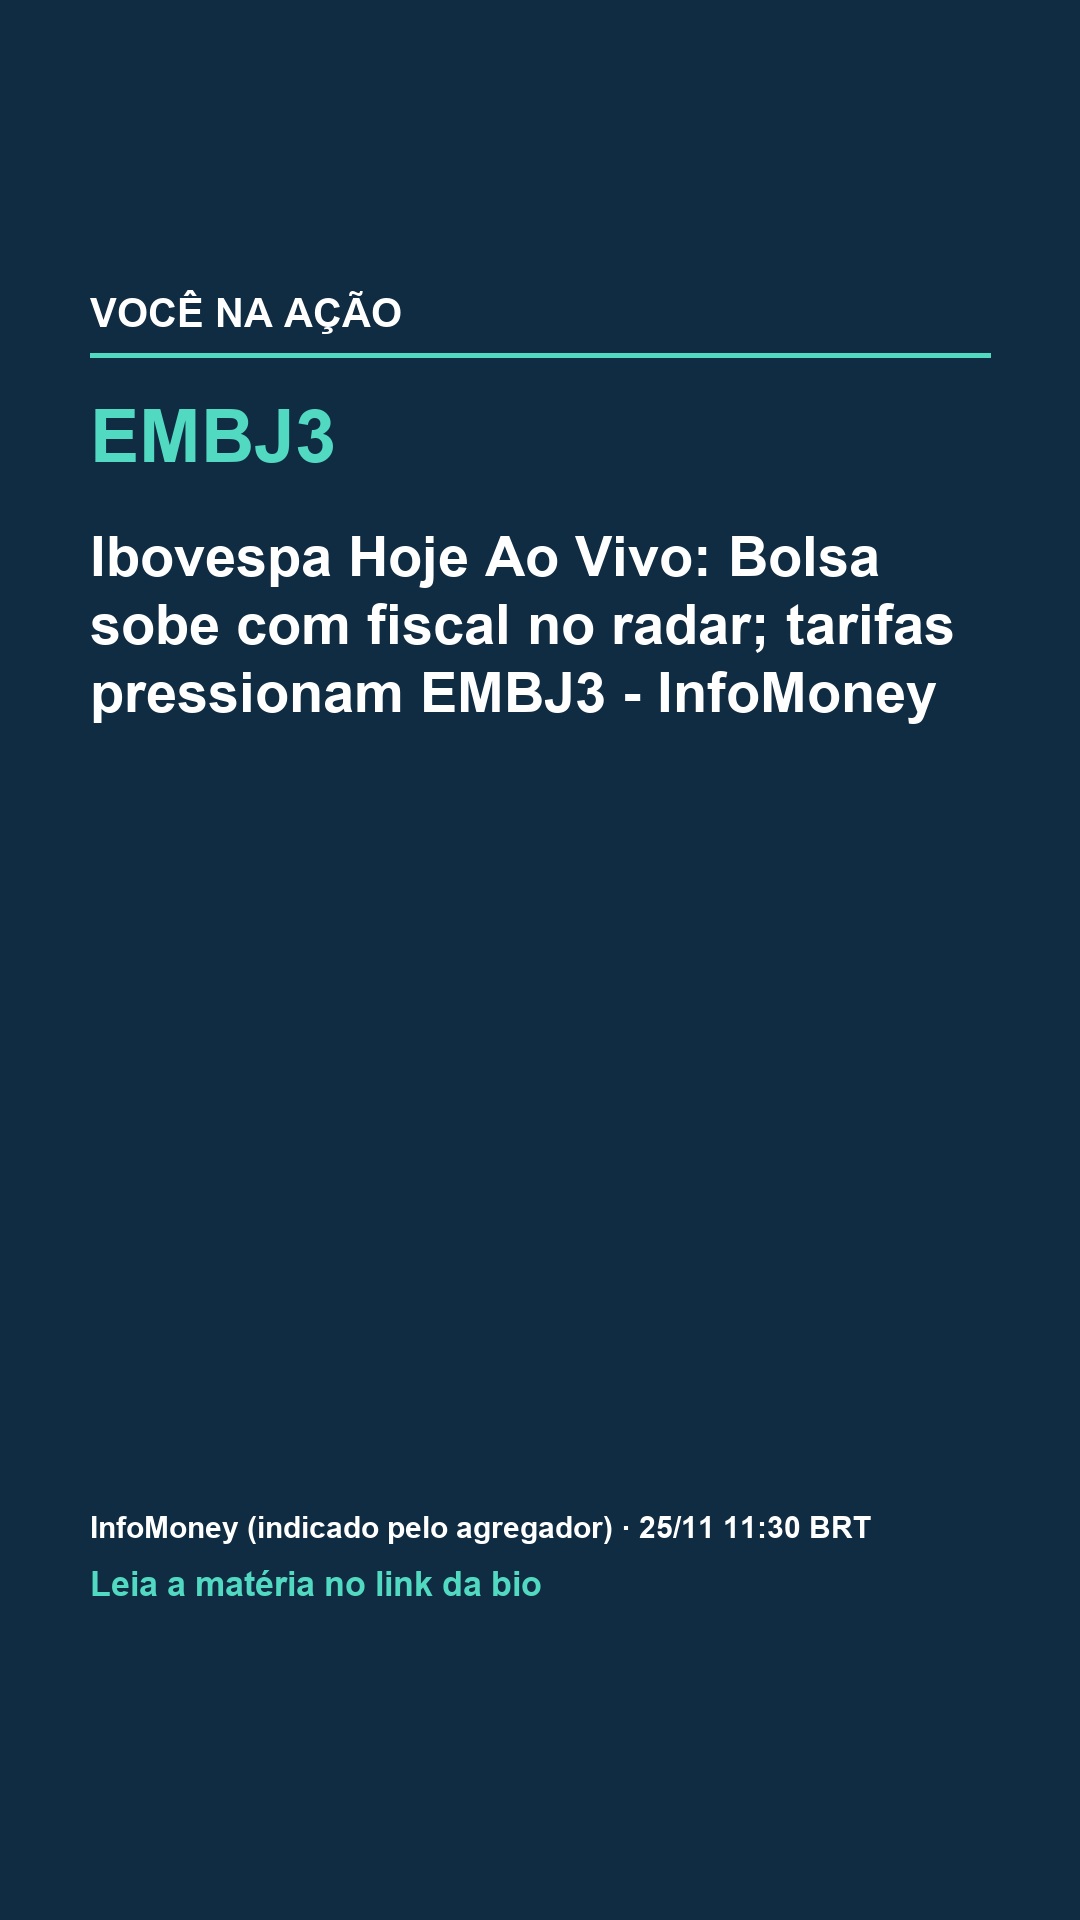 VOCÊ NA AÇÃO
EMBJ3
Ibovespa Hoje Ao Vivo: Bolsa
sobe com fiscal no radar; tarifas
pressionam EMBJ3 - InfoMoney
InfoMoney (indicado pelo agregador) · 25/11 11:30 BRT
Leia a matéria no link da bio